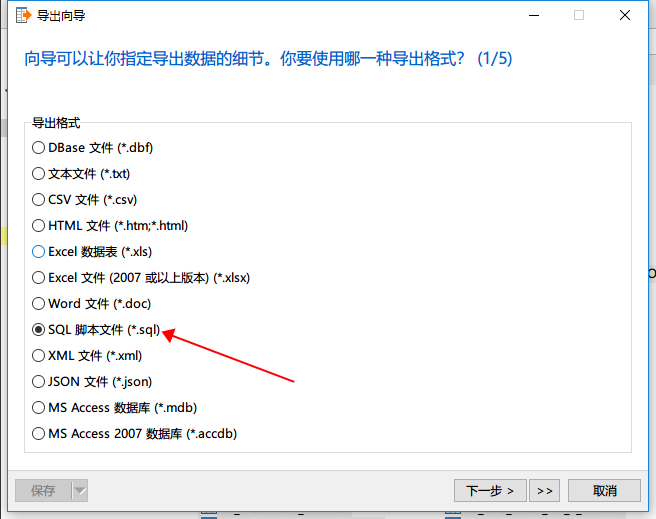 导出向导
向导可以让你指定导出数据的细节。你要使用哪一种导出格式？ (1/5)
导出格式
DBase 文件 (*.dbf)
文本文件 (*.txt)
CSV 文件 (*.csv)
HTML 文件 (*.htm;*.html)
Excel 数据表 (*.xls)
Excel 文件 (2007 或以上版本) (*.xlsx)
Word 文件 (*.doc)
SQL 脚本文件 (*.sql)
XML 文件 (*.xml)
JSON 文件 (*.json)
MS Access 数据库 (*.mdb)
MS Access 2007 数据库 (*.accdb)
保存 下一步 > >> 取消